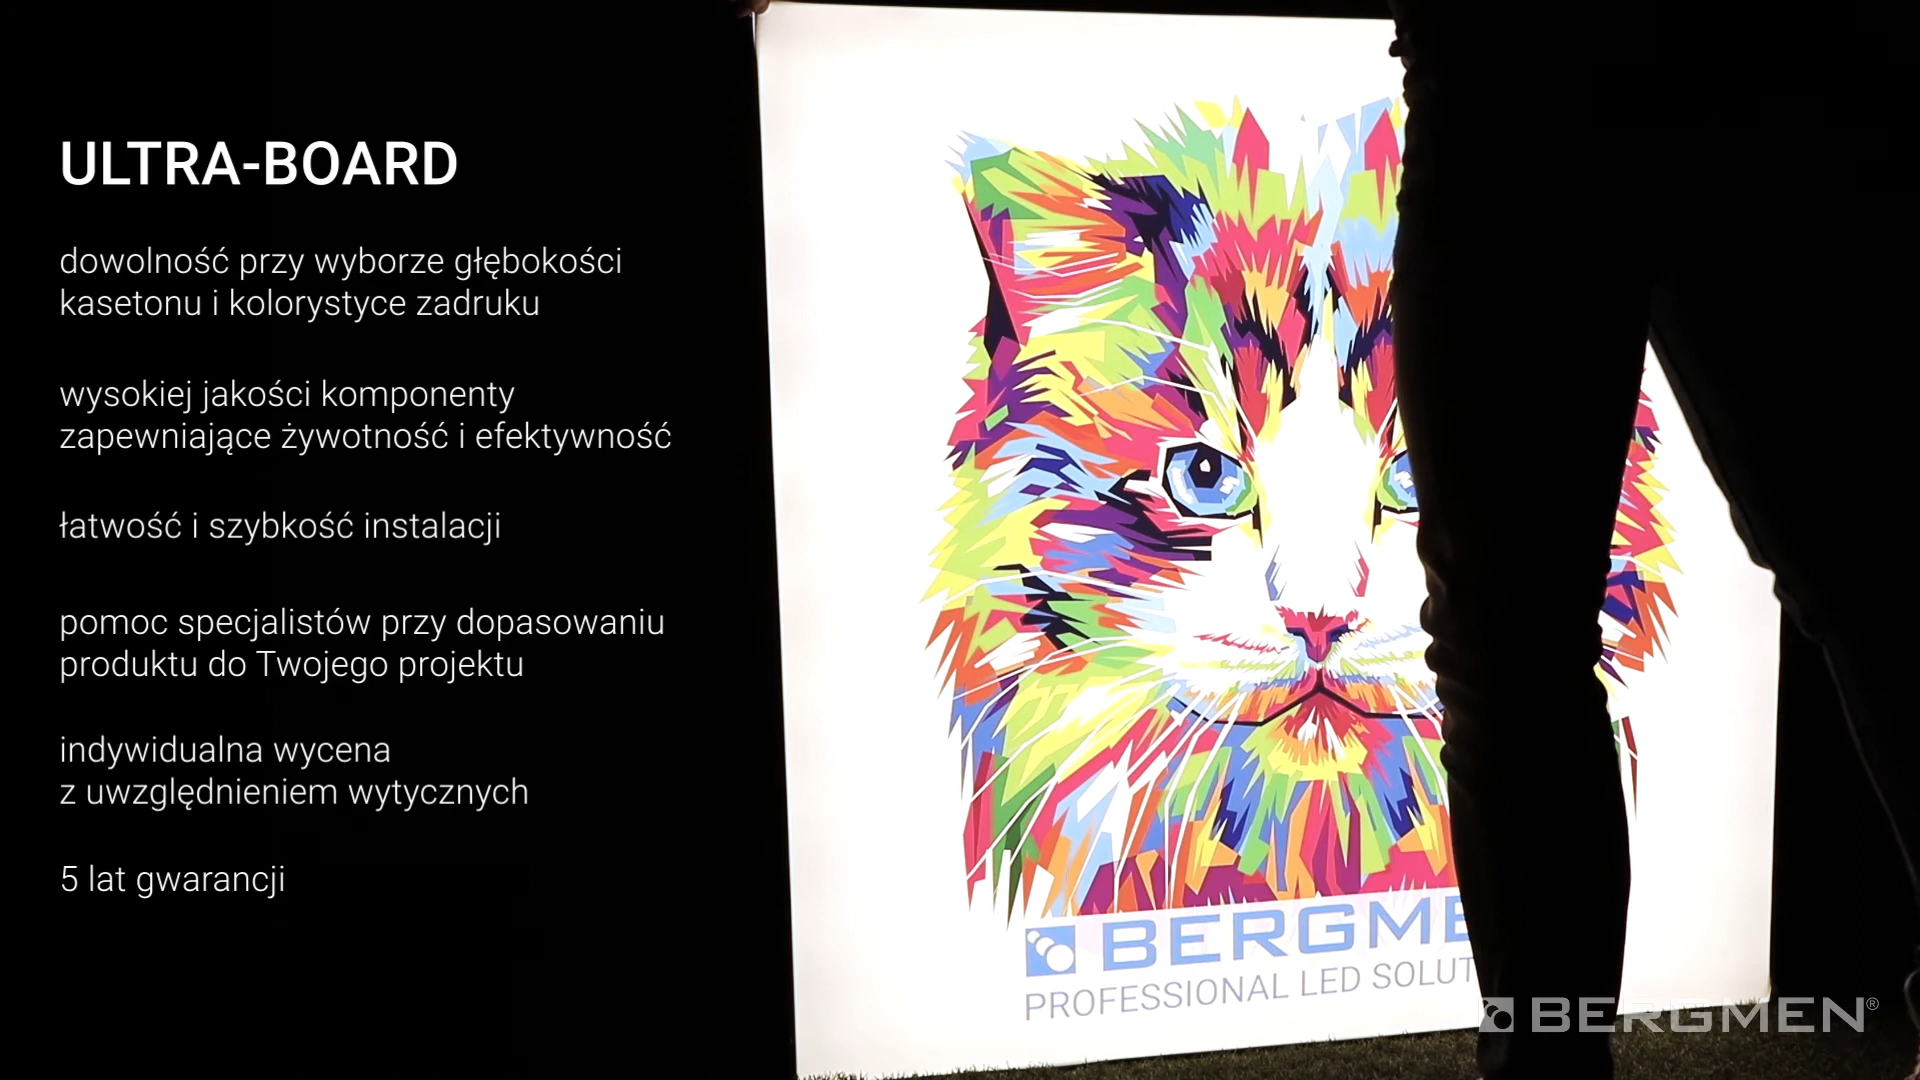 ULTRA-BOARD
dowolność przy wyborze głębokości
kasetonu i kolorystyce zadruku
wysokiej jakości komponenty
zapewniające żywotność i efektywność
łatwość i szybkość instalacji
pomoc specjalistów przy dopasowaniu
produktu do Twojego projektu
indywidualna wycena
z uwzględnieniem wytycznych
5 lat gwarancji
BERGME
PROFESSIONAL LED SOLUT
BERGMEN®